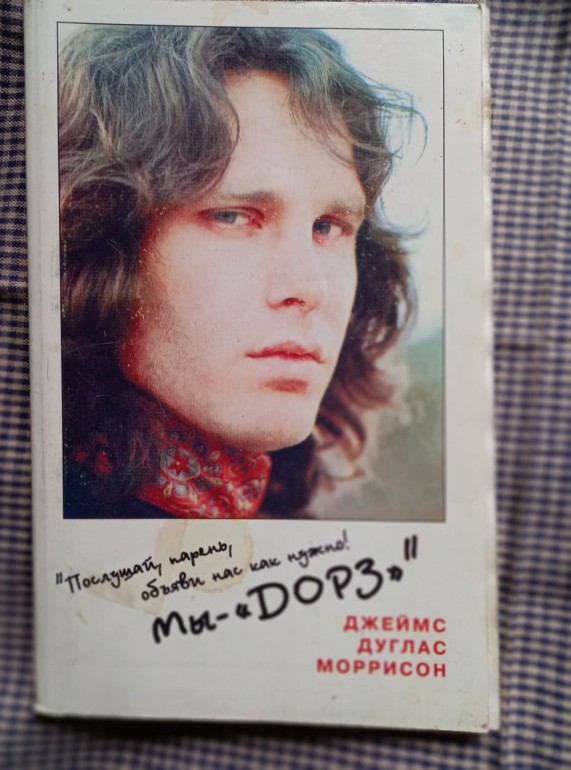 "Послушай, парень,
объяви нас как нужно!
Мы-«ДОРЗ»"
ДЖЕЙМС
ДУГЛАС
МОРРИСОН